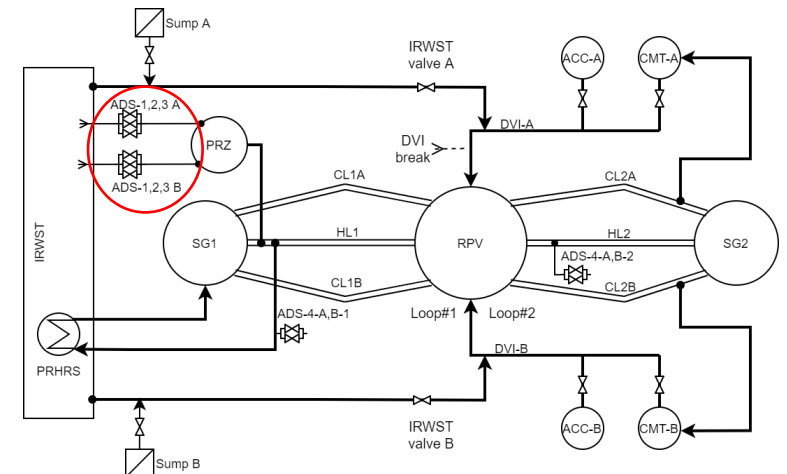 Sump A
IRWST
valve A
ACC-A
CMT-A
ADS-1,2,3 A
PRZ
DVI-A
DVI
break
ADS-1,2,3 B
CL1A
CL2A
IRWST
SG1
HL1
RPV
HL2
SG2
ADS-4-A,B-2
CL1B
CL2B
ADS-4-A,B-1
Loop#1
Loop#2
PRHRS
DVI-B
IRWST
valve B
ACC-B
CMT-B
Sump B